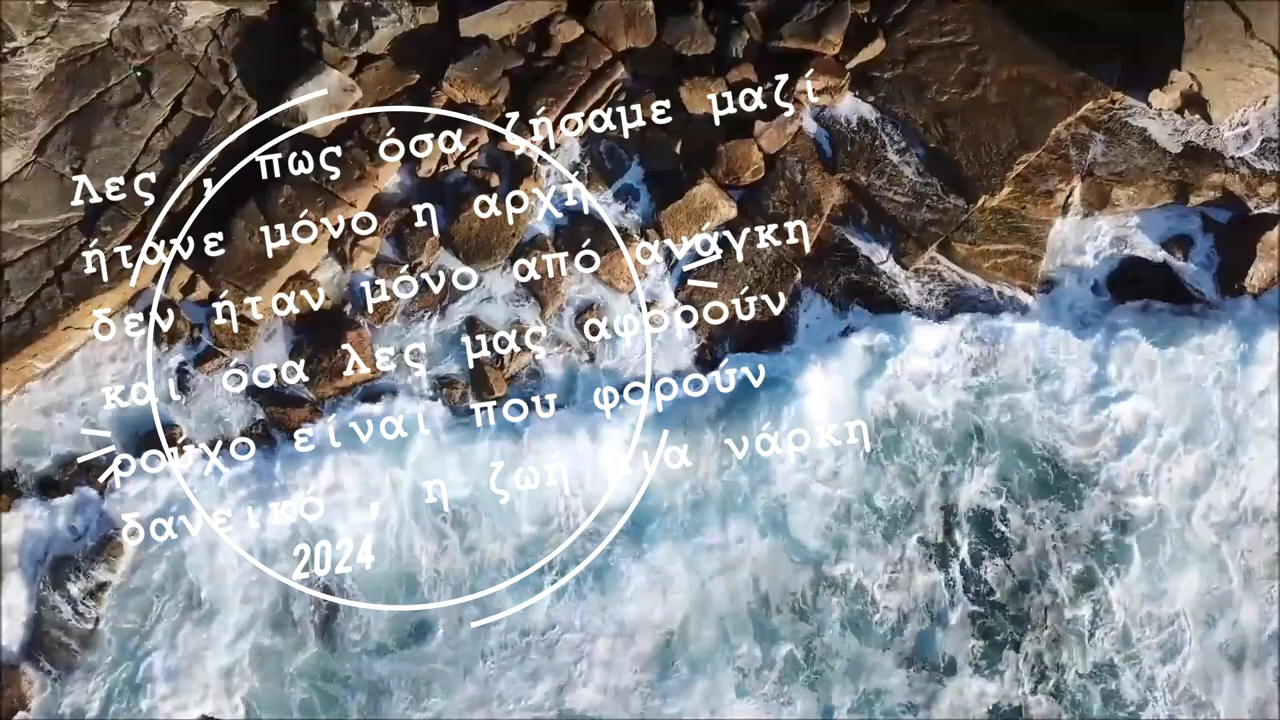 Λες , πως όσα ζήσαμε μαζί
ήτανε μόνο η αρχή
δεν ήταν μόνο από ανάγκη
και όσα λες μας αφορούν
ρούχο είναι που φορούν
δανεικό , η ζωή μια νάρκη
2024